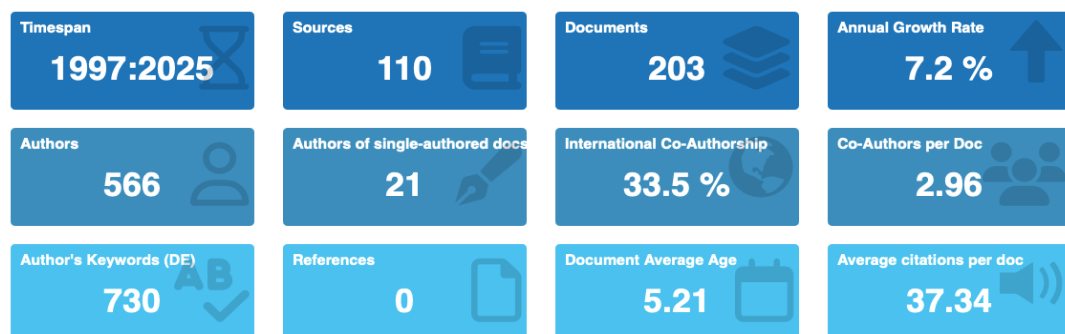 Timespan
1997:2025
Sources
110
Documents
203
Annual Growth Rate
7.2 %
Authors
566
Authors of single-authored docs
21
International Co-Authorship
33.5 %
Co-Authors per Doc
2.96
Author's Keywords (DE)
730
AB
References
0
Document Average Age
5.21
Average citations per doc
37.34